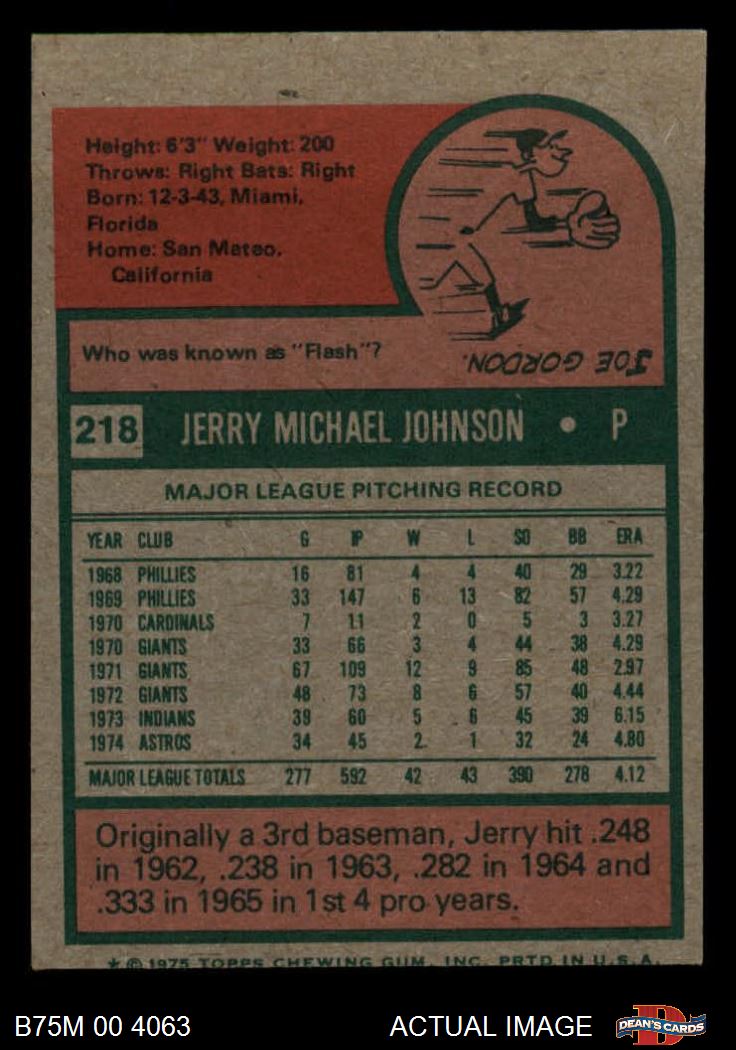 Height: 6'3" Weight: 200
Throws: Right Bats: Right
Born: 12-3-43, Miami,
Florida
Home: San Mateo,
California
Who was known as "Flash"?
JOE GORDON.
218 JERRY MICHAEL JOHNSON • P
MAJOR LEAGUE PITCHING RECORD
YEAR CLUB G IP W L SO BB ERA
1968 PHILLIES 16 81 4 4 40 29 3.22
1969 PHILLIES 33 147 6 13 82 57 4.29
1970 CARDINALS 7 11 2 0 5 3 3.27
1970 GIANTS 33 66 3 4 44 38 4.29
1971 GIANTS 67 109 12 9 85 48 2.97
1972 GIANTS 48 73 8 6 57 40 4.44
1973 INDIANS 39 60 5 6 45 39 6.15
1974 ASTROS 34 45 2 1 32 24 4.80
MAJOR LEAGUE TOTALS 277 592 42 43 390 278 4.12
Originally a 3rd baseman, Jerry hit .248
in 1962, .238 in 1963, .282 in 1964 and
.333 in 1965 in 1st 4 pro years.
* © 1975 TOPPS CHEWING GUM, INC. PRTD. IN U.S.A.
B75M 00 4063 ACTUAL IMAGE D DEAN'S CARDS